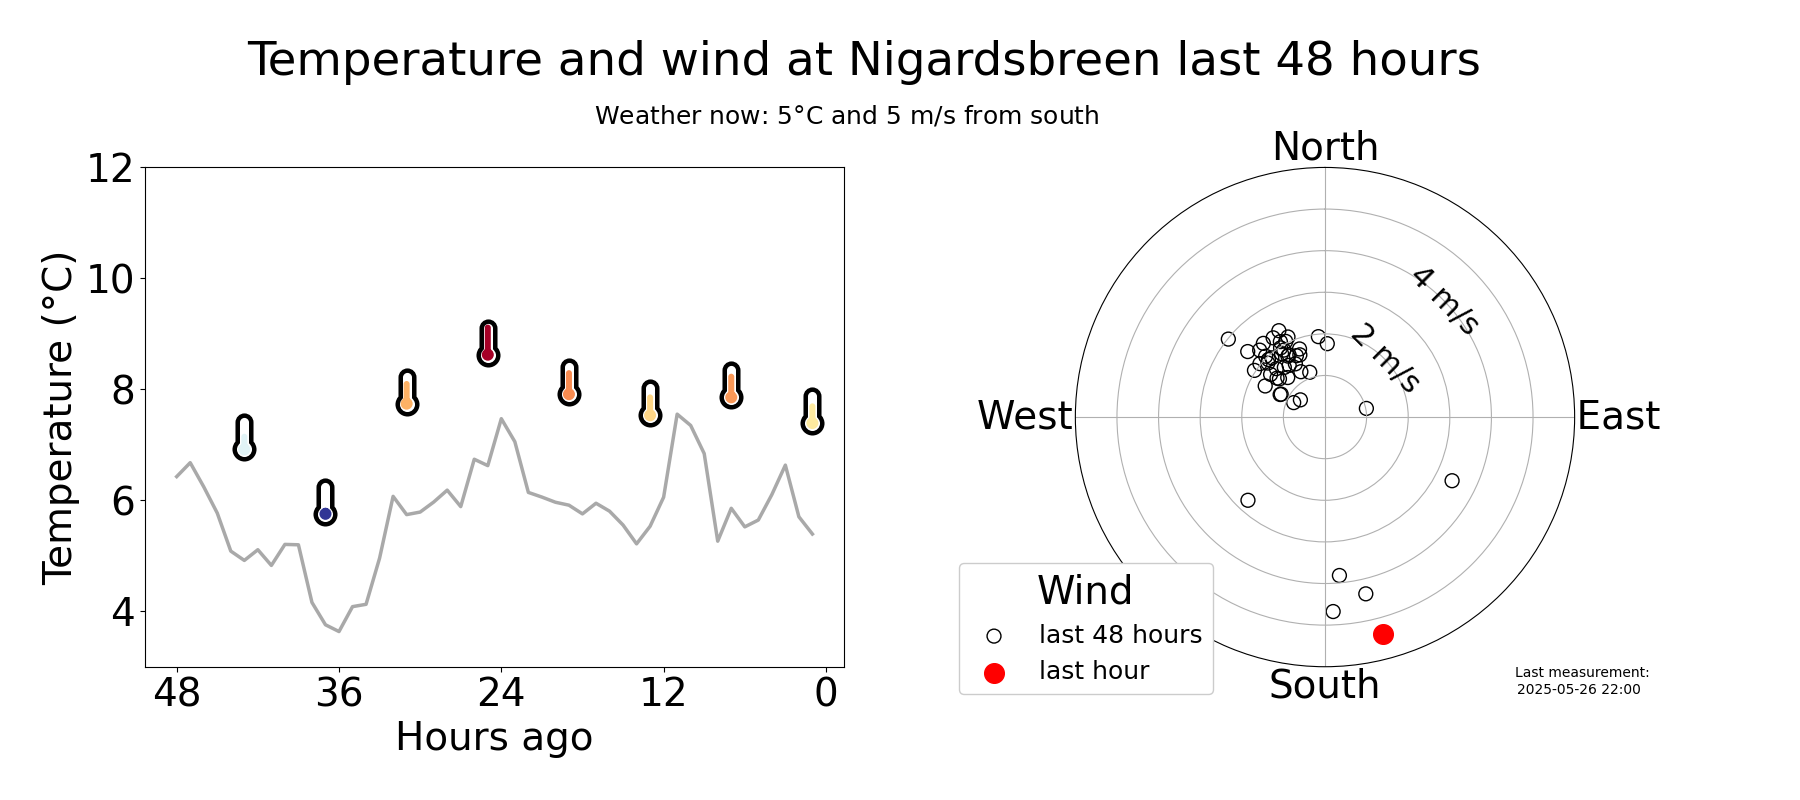 Temperature and wind at Nigardsbreen last 48 hours
Weather now: 5°C and 5 m/s from south
12
10
8
6
4
Temperature (°C)
48 36 24 12 0
Hours ago
North
4 m/s
2 m/s
West
East
South
Wind
last 48 hours
last hour
Last measurement:
2025-05-26 22:00